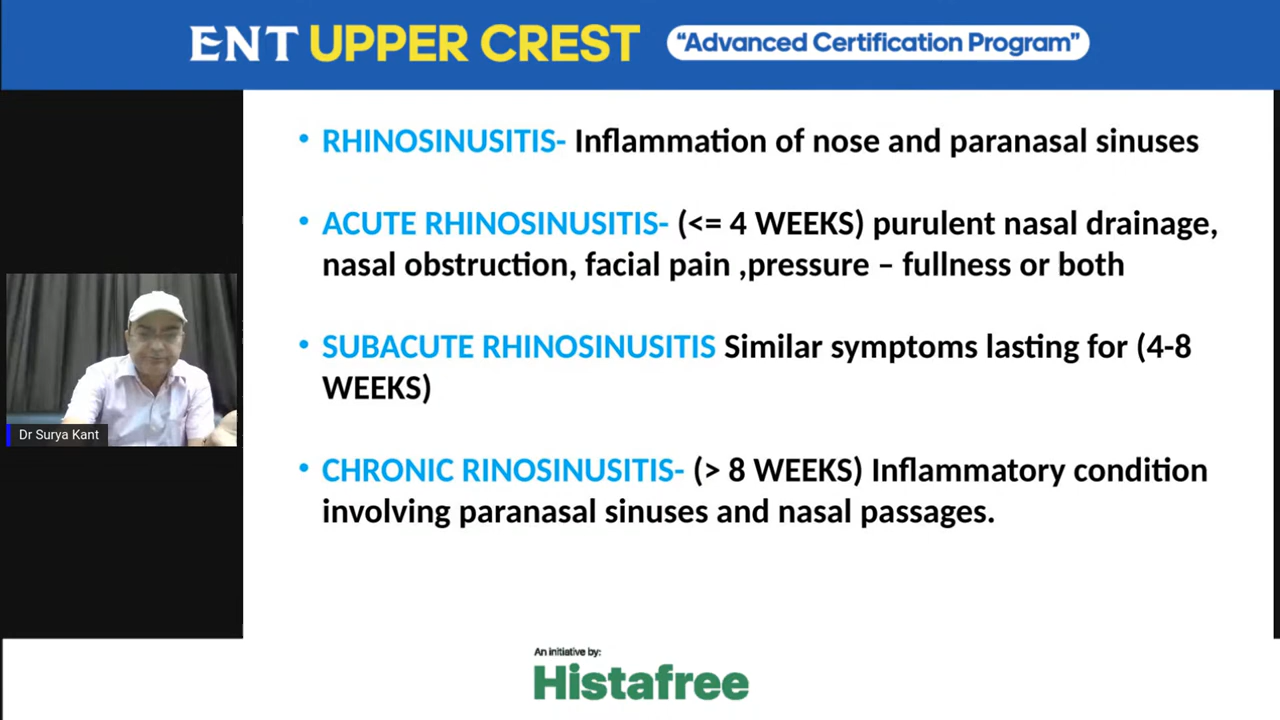 ENT UPPER CREST "Advanced Certification Program"
• RHINOSINUSITIS- Inflammation of nose and paranasal sinuses
• ACUTE RHINOSINUSITIS- (<= 4 WEEKS) purulent nasal drainage,
nasal obstruction, facial pain ,pressure – fullness or both
• SUBACUTE RHINOSINUSITIS Similar symptoms lasting for (4-8
WEEKS)
• CHRONIC RINOSINUSITIS- (> 8 WEEKS) Inflammatory condition
involving paranasal sinuses and nasal passages.
Dr Surya Kant
An initiative by:
Histafree